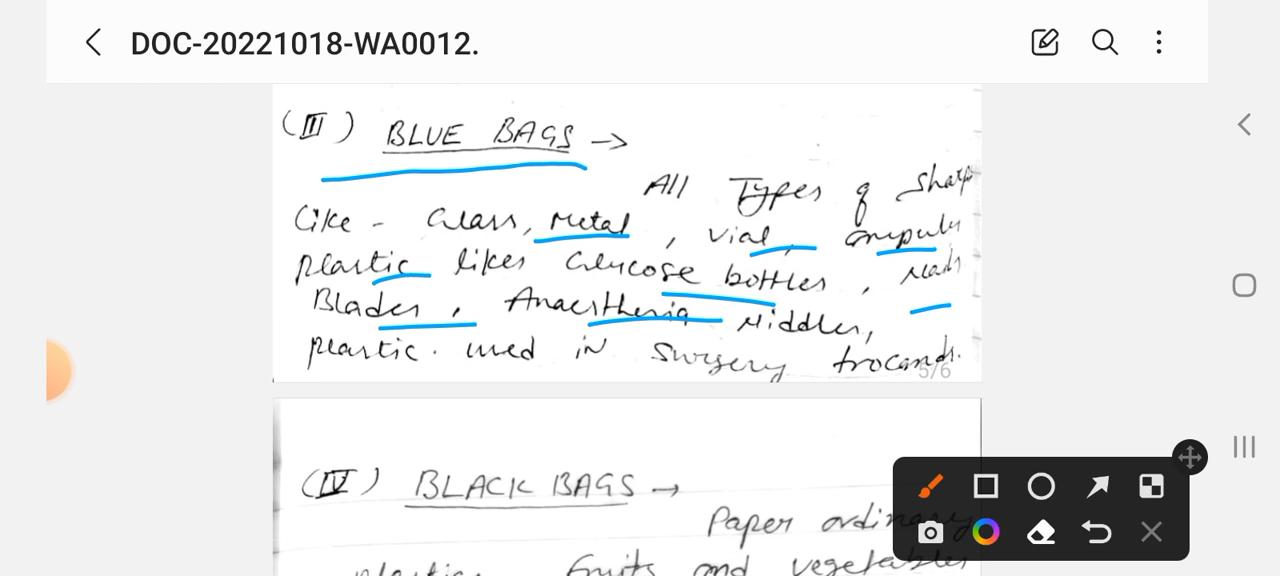 DOC-20221018-WA0012.
(III) BLUE BAGS →
All Types of Sharp
Like - Glass, Metal, Vial, Ampule
Plastic likes Glucose bottles,
Blades, Anaesthesia Niddles,
plastic. used in Surgery trocands.
5/6
(IV) BLACK BAGS →
Paper ordinary
plastic. Fruits and vegetables